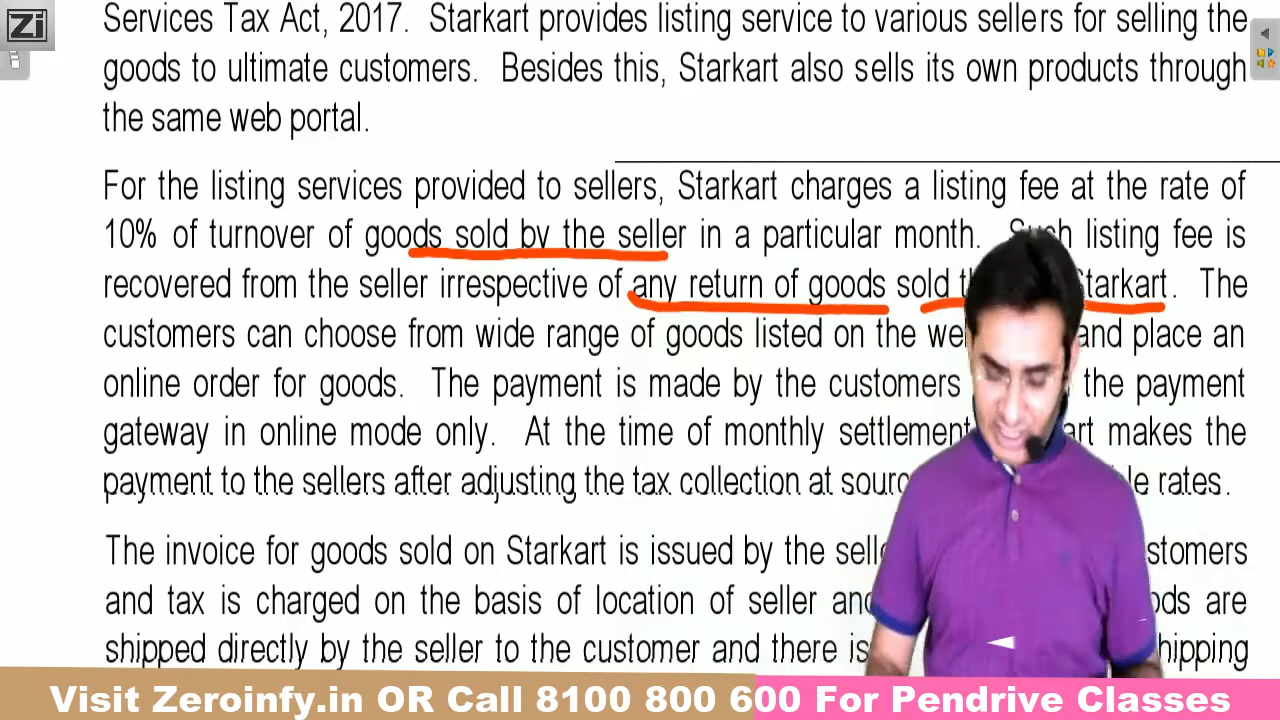 Zi
Services Tax Act, 2017. Starkart provides listing service to various sellers for selling the
goods to ultimate customers. Besides this, Starkart also sells its own products through
the same web portal.
For the listing services provided to sellers, Starkart charges a listing fee at the rate of
10% of turnover of goods sold by the seller in a particular month. Such listing fee is
recovered from the seller irrespective of any return of goods sold Starkart. The
customers can choose from wide range of goods listed on the and place an
online order for goods. The payment is made by the customers the payment
gateway in online mode only. At the time of monthly settlement makes the
payment to the sellers after adjusting the tax collection at rates.
The invoice for goods sold on Starkart is issued by the
and tax is charged on the basis of location of seller are
shipped directly by the seller to the customer and there is
Visit Zeroinfy.in OR Call 8100 800 600 For Pendrive Classes